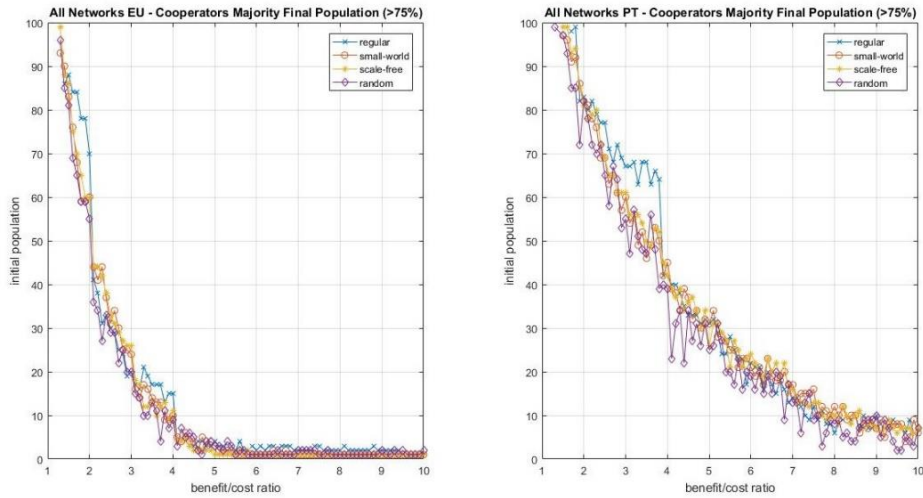 All Networks EU - Cooperators Majority Final Population (>75%)
100
90
80
70
60
50
40
30
20
10
0
initial population
regular
small-world
scale-free
random
1 2 3 4 5 6 7 8 9 10
benefit/cost ratio
All Networks PT - Cooperators Majority Final Population (>75%)
100
90
80
70
60
50
40
30
20
10
0
initial population
regular
small-world
scale-free
random
1 2 3 4 5 6 7 8 9 10
benefit/cost ratio